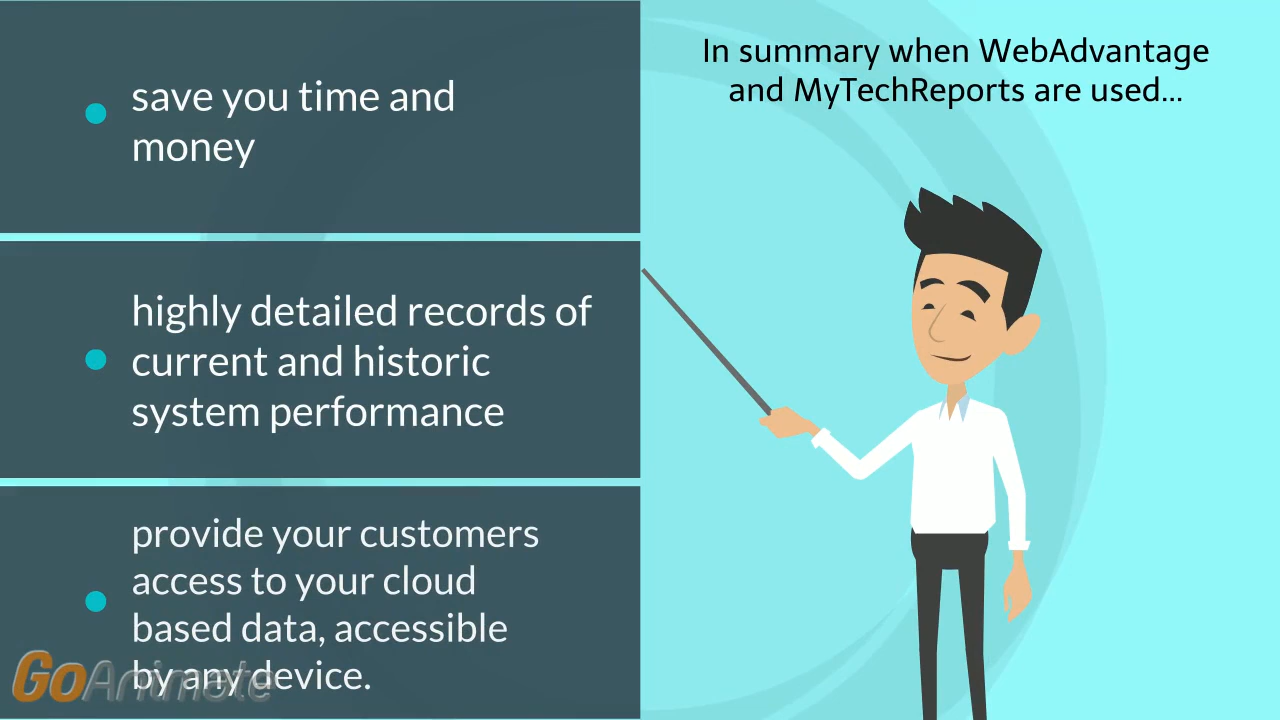 In summary when WebAdvantage
and MyTechReports are used...
save you time and
money
highly detailed records of
current and historic
system performance
provide your customers
access to your cloud
based data, accessible
by any device.
GoAnimate